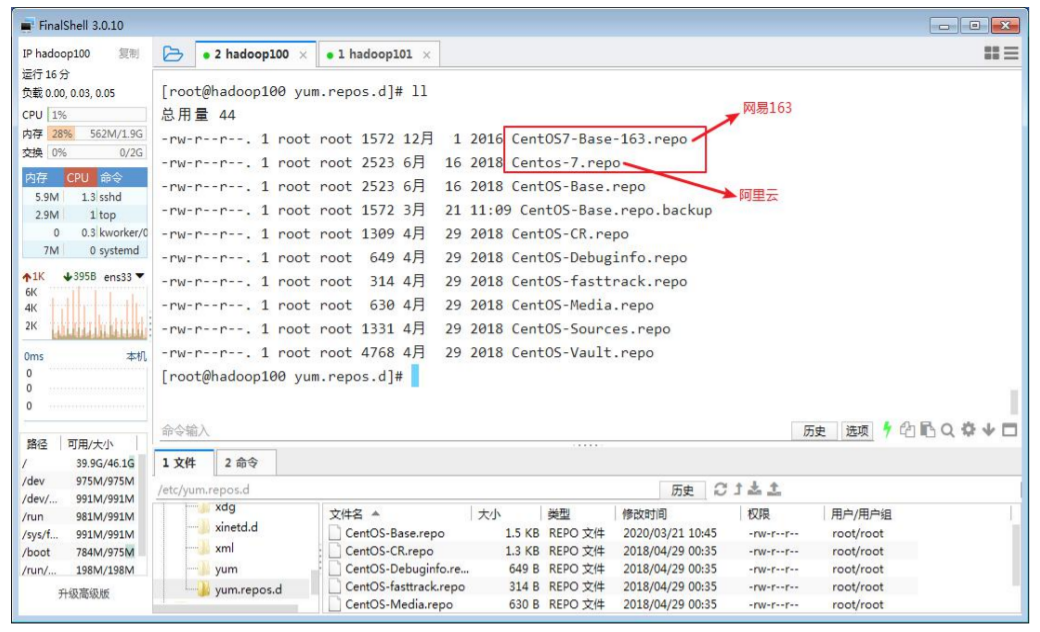 FinalShell 3.0.10
IP hadoop100 复制
运行 16 分
负载 0.00, 0.03, 0.05
CPU 1%
内存 28% 562M/1.9G
交换 0% 0/2G
内存 CPU 命令
5.9M 1.3 sshd
2.9M 1 top
0 0.3 kworker/0
7M 0 systemd
1K 395B ens33
6K
4K
2K
0ms 本机
0
0
0
路径 可用/大小
/ 39.9G/46.1G
/dev 975M/975M
/dev/... 991M/991M
/run 981M/991M
/sys/f... 991M/991M
/boot 784M/975M
/run/... 198M/198M
升级高级版
2 hadoop100 × 1 hadoop101 ×
[root@hadoop100 yum.repos.d]# ll
总用量 44
-rw-r--r--. 1 root root 1572 12月 1 2016 CentOS7-Base-163.repo
网易163
-rw-r--r--. 1 root root 2523 6月 16 2018 Centos-7.repo
-rw-r--r--. 1 root root 2523 6月 16 2018 CentOS-Base.repo
阿里云
-rw-r--r--. 1 root root 1572 3月 21 11:09 CentOS-Base.repo.backup
-rw-r--r--. 1 root root 1309 4月 29 2018 CentOS-CR.repo
-rw-r--r--. 1 root root 649 4月 29 2018 CentOS-Debuginfo.repo
-rw-r--r--. 1 root root 314 4月 29 2018 CentOS-fasttrack.repo
-rw-r--r--. 1 root root 630 4月 29 2018 CentOS-Media.repo
-rw-r--r--. 1 root root 1331 4月 29 2018 CentOS-Sources.repo
-rw-r--r--. 1 root root 4768 4月 29 2018 CentOS-Vault.repo
[root@hadoop100 yum.repos.d]#
命令输入 历史 选项
1 文件 2 命令
/etc/yum.repos.d 历史
xdg
xinetd.d
xml
yum
yum.repos.d
文件名 大小 类型 修改时间 权限 用户/用户组
CentOS-Base.repo 1.5 KB REPO 文件 2020/03/21 10:45 -rw-r--r-- root/root
CentOS-CR.repo 1.3 KB REPO 文件 2018/04/29 00:35 -rw-r--r-- root/root
CentOS-Debuginfo.re... 649 B REPO 文件 2018/04/29 00:35 -rw-r--r-- root/root
CentOS-fasttrack.repo 314 B REPO 文件 2018/04/29 00:35 -rw-r--r-- root/root
CentOS-Media.repo 630 B REPO 文件 2018/04/29 00:35 -rw-r--r-- root/root